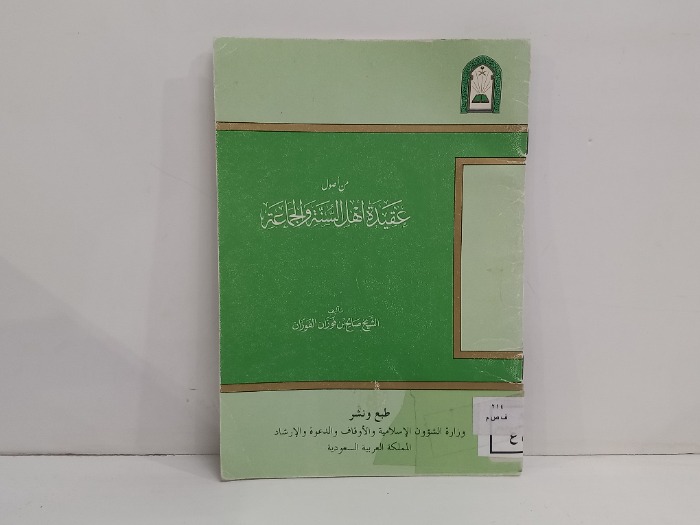 من أصول
عقيدة أهل السنة والجماعة
تأليف
الشيخ صالح بن فوزان الفوزان
طبع ونشر
وزارة الشؤون الإسلامية والأوقاف والدعوة والإرشاد
المملكة العربية السعودية
٢١٤
ف ص م
ع